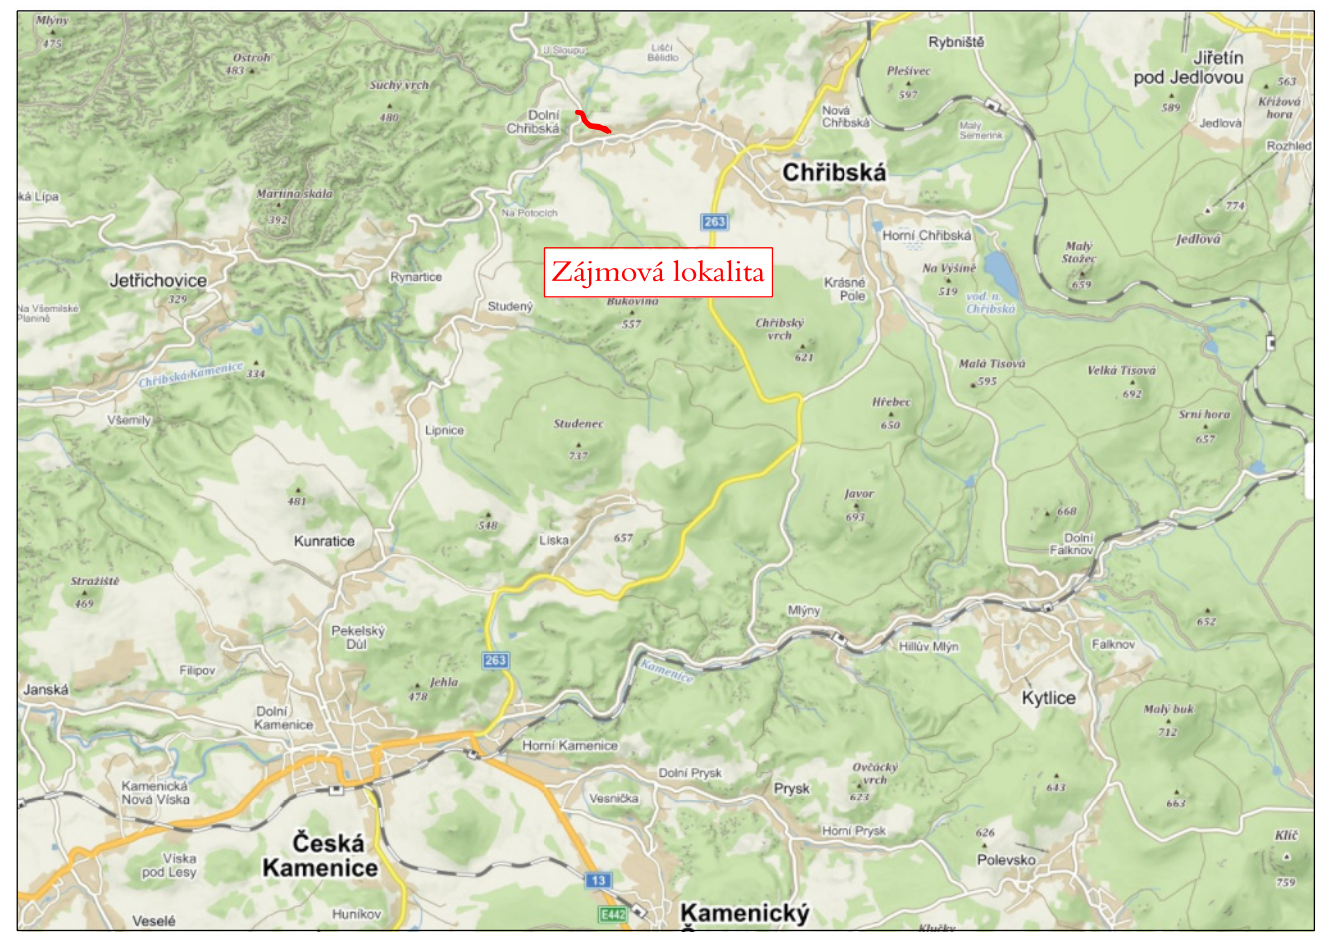 Mlýny
475
Ostroh
483
Suchý vrch
480
U Sloupu
Liščí
Bělidlo
Rybniště
Jiřetín
pod Jedlovou
Plešivec
597
563
Křížová
hora
589
Jedlová
Dolní
Chřibská
Nová
Chřibská
Malý
Semerink
Rozhled
Chřibská
ká Lípa
Martina skála
392
Na Potocích
263
774
Jedlová
Horní Chřibská
Malý
Stožec
659
Zájmová lokalita
Jetřichovice
329
Rynartice
Krásné
Pole
Na Výšině
519
vod. n.
Chřibská
Na Všemilské
Planině
Studený
Bukovina
557
Chřibský
vrch
621
Chřibská Kamenice
334
Malá Tisová
595
Velká Tisová
692
Všemily
Lipnice
Studenec
737
Hřebec
650
Srní hora
657
481
548
Javor
693
668
Kunratice
Líska
657
Dolní
Falknov
Stražiště
469
Mlýny
652
Pekelský
Důl
Filipov
263
Kamenice
Hillův Mlýn
Falknov
Janská
Jehla
478
Kytlice
Dolní
Kamenice
Malý buk
712
Horní Kamenice
Dolní Prysk
Ovčácký
vrch
623
Kamenická
Nová Víska
Vesnička
Prysk
643
663
Česká
Kamenice
Horní Prysk
626
Klíč
759
Víska
pod Lesy
Polevsko
13
Veselé
Huníkov
E442
Kamenický
Klučky